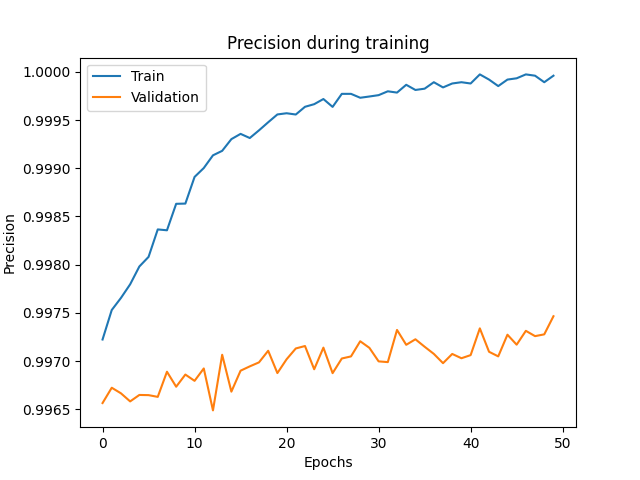 Precision during training
Train
Validation
1.0000
0.9995
0.9990
0.9985
0.9980
0.9975
0.9970
0.9965
Precision
0 10 20 30 40 50
Epochs